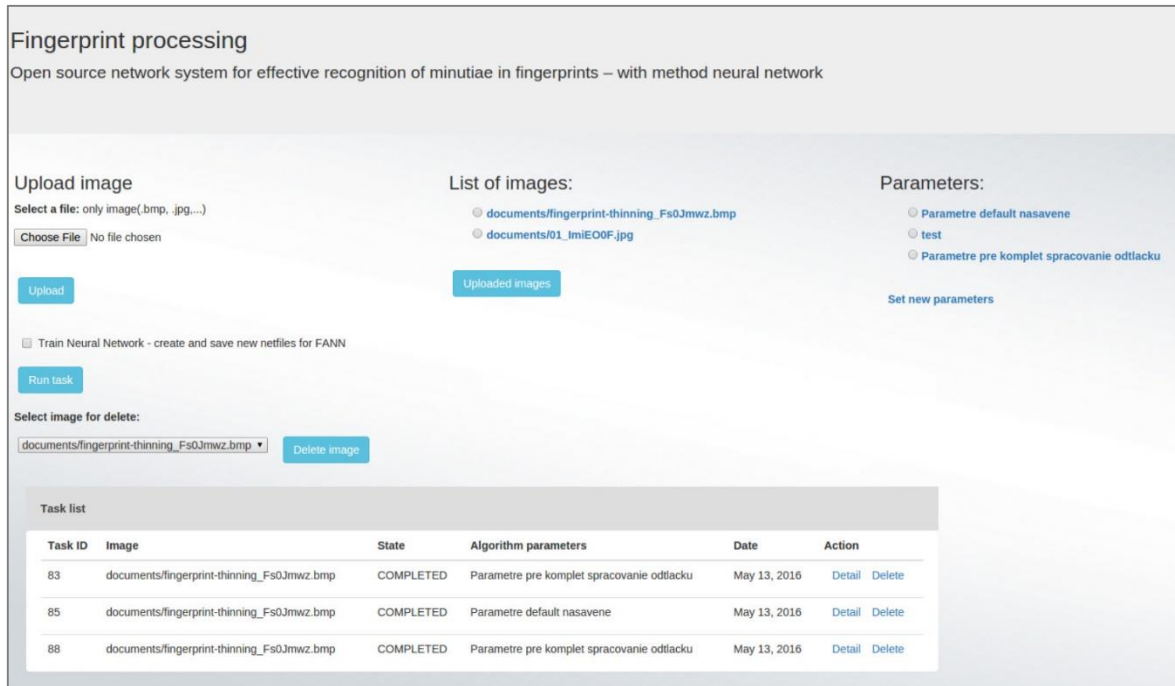 Fingerprint processing
Open source network system for effective recognition of minutiae in fingerprints – with method neural network
Upload image
Select a file: only image(.bmp, .jpg,...)
Choose File No file chosen
Upload
List of images:
documents/fingerprint-thinning_Fs0Jmwz.bmp
documents/01_ImiEO0F.jpg
Uploaded images
Parameters:
Parametre default nasavene
test
Parametre pre komplet spracovanie odtlacku
Set new parameters
Train Neural Network - create and save new netfiles for FANN
Run task
Select image for delete:
documents/fingerprint-thinning_Fs0Jmwz.bmp
Delete image
Task list
Task ID Image State Algorithm parameters Date Action
83 documents/fingerprint-thinning_Fs0Jmwz.bmp COMPLETED Parametre pre komplet spracovanie odtlacku May 13, 2016 Detail Delete
85 documents/fingerprint-thinning_Fs0Jmwz.bmp COMPLETED Parametre default nasavene May 13, 2016 Detail Delete
88 documents/fingerprint-thinning_Fs0Jmwz.bmp COMPLETED Parametre pre komplet spracovanie odtlacku May 13, 2016 Detail Delete